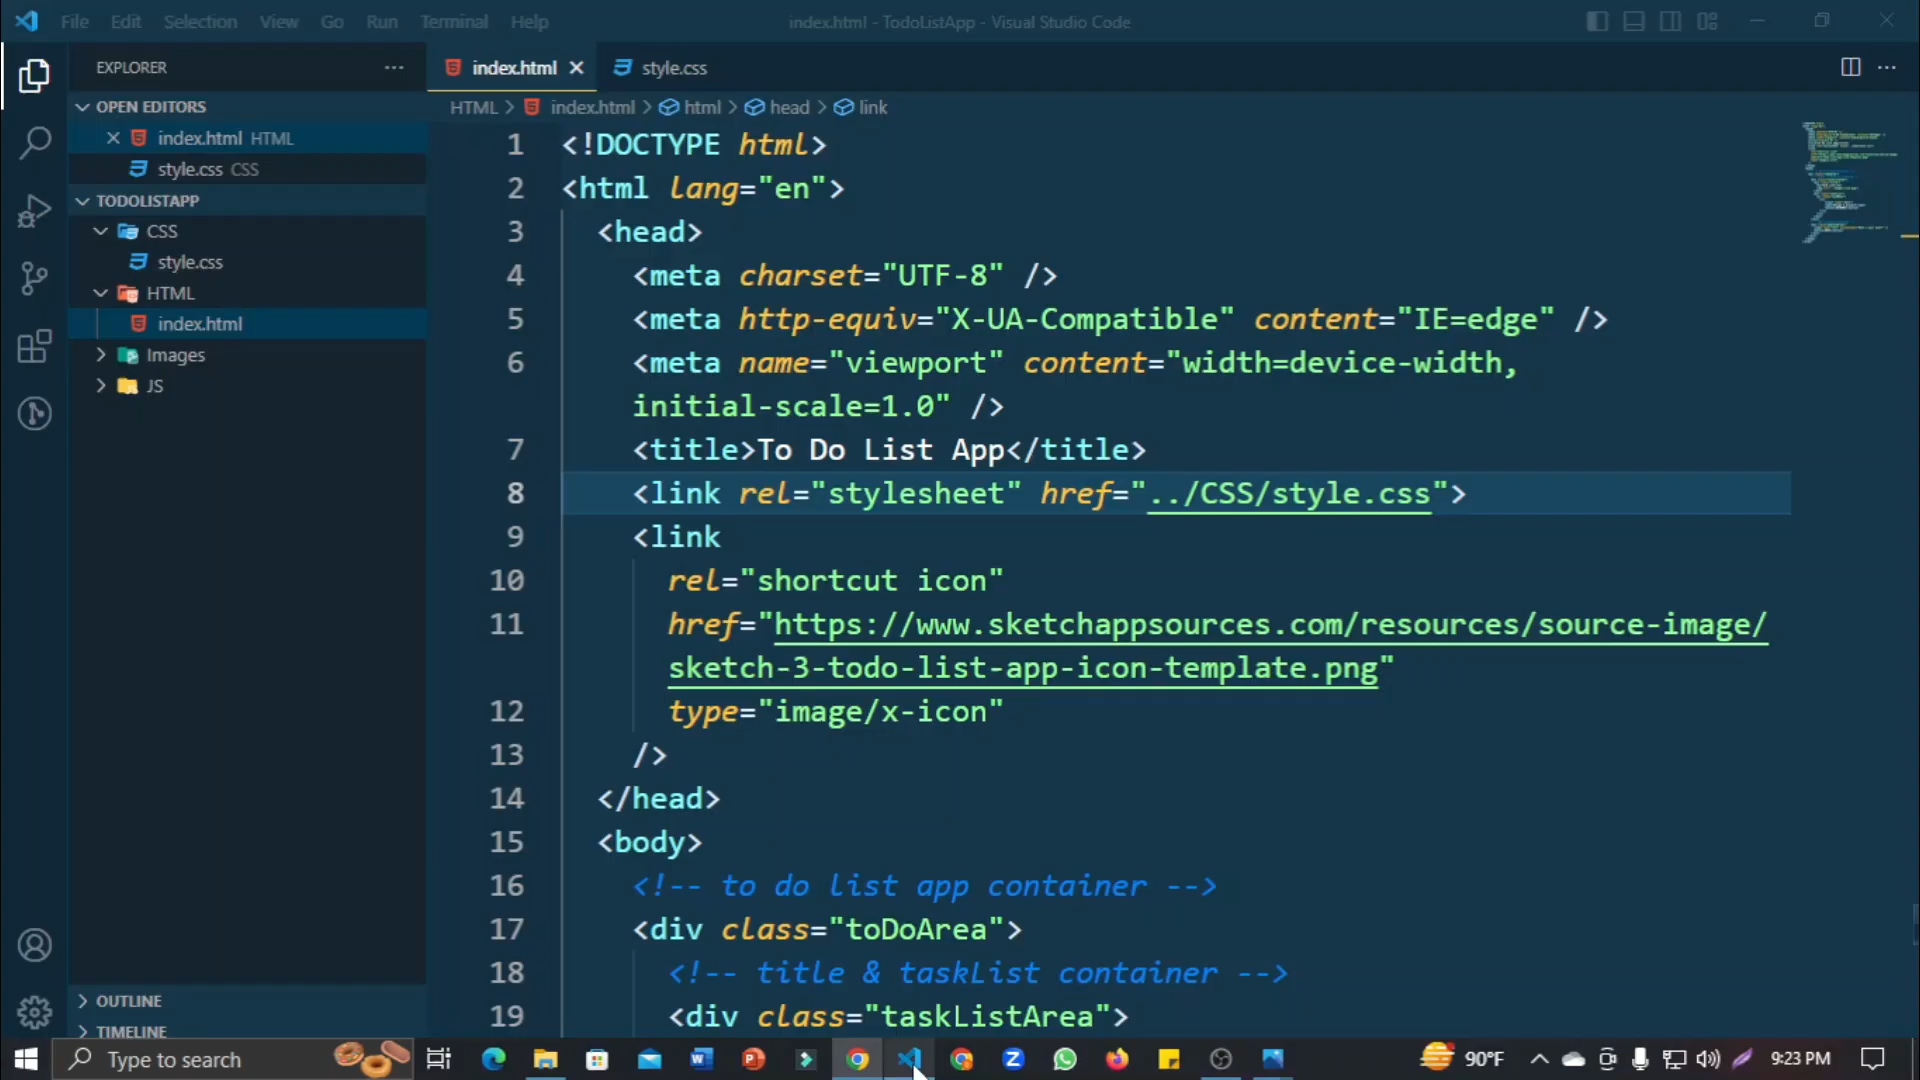 File Edit Selection View Go Run Terminal Help
index.html - TodoListApp - Visual Studio Code
EXPLORER
OPEN EDITORS
index.html HTML
style.css CSS
TODOLISTAPP
CSS
style.css
HTML
index.html
Images
JS
OUTLINE
TIMELINE
index.html
style.css
HTML > index.html > html > head > link
1 <!DOCTYPE html>
2 <html lang="en">
3 <head>
4 <meta charset="UTF-8" />
5 <meta http-equiv="X-UA-Compatible" content="IE=edge" />
6 <meta name="viewport" content="width=device-width,
initial-scale=1.0" />
7 <title>To Do List App</title>
8 <link rel="stylesheet" href="../CSS/style.css">
9 <link
10 rel="shortcut icon"
11 href="https://www.sketchappsources.com/resources/source-image/
sketch-3-todo-list-app-icon-template.png"
12 type="image/x-icon"
13 />
14 </head>
15 <body>
16 <!-- to do list app container -->
17 <div class="toDoArea">
18 <!-- title & taskList container -->
19 <div class="taskListArea">
Type to search
90°F
9:23 PM